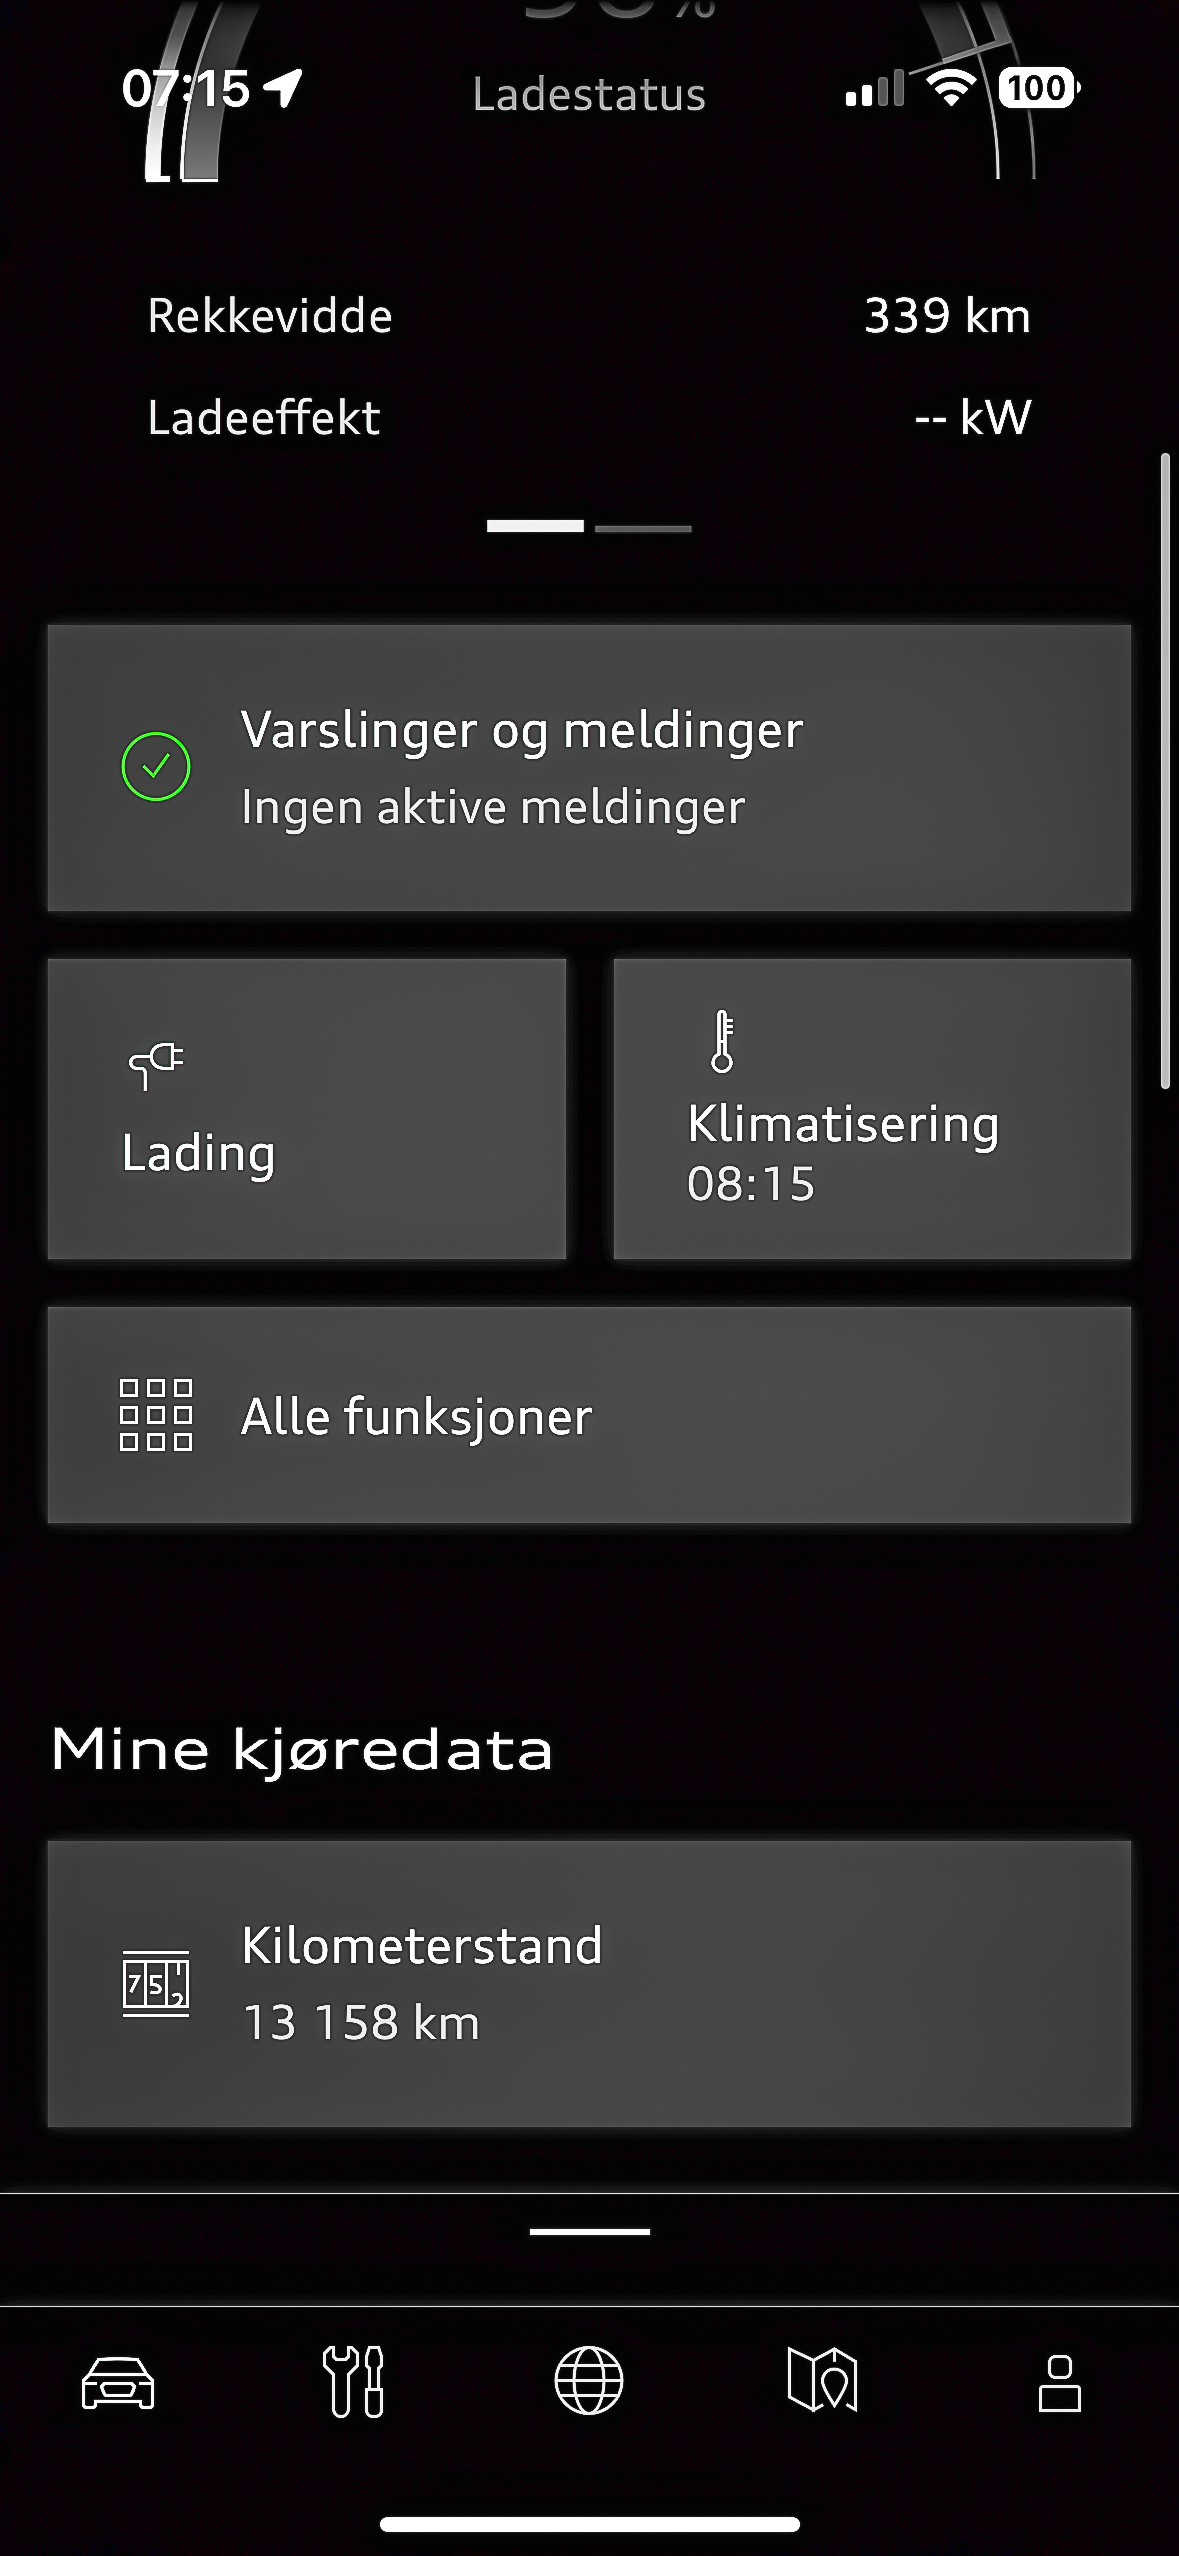 07:15
Ladestatus
100
Rekkevidde 339 km
Ladeeffekt -- kW
Varslinger og meldinger
Ingen aktive meldinger
Lading
Klimatisering
08:15
Alle funksjoner
Mine kjøredata
Kilometerstand
13 158 km